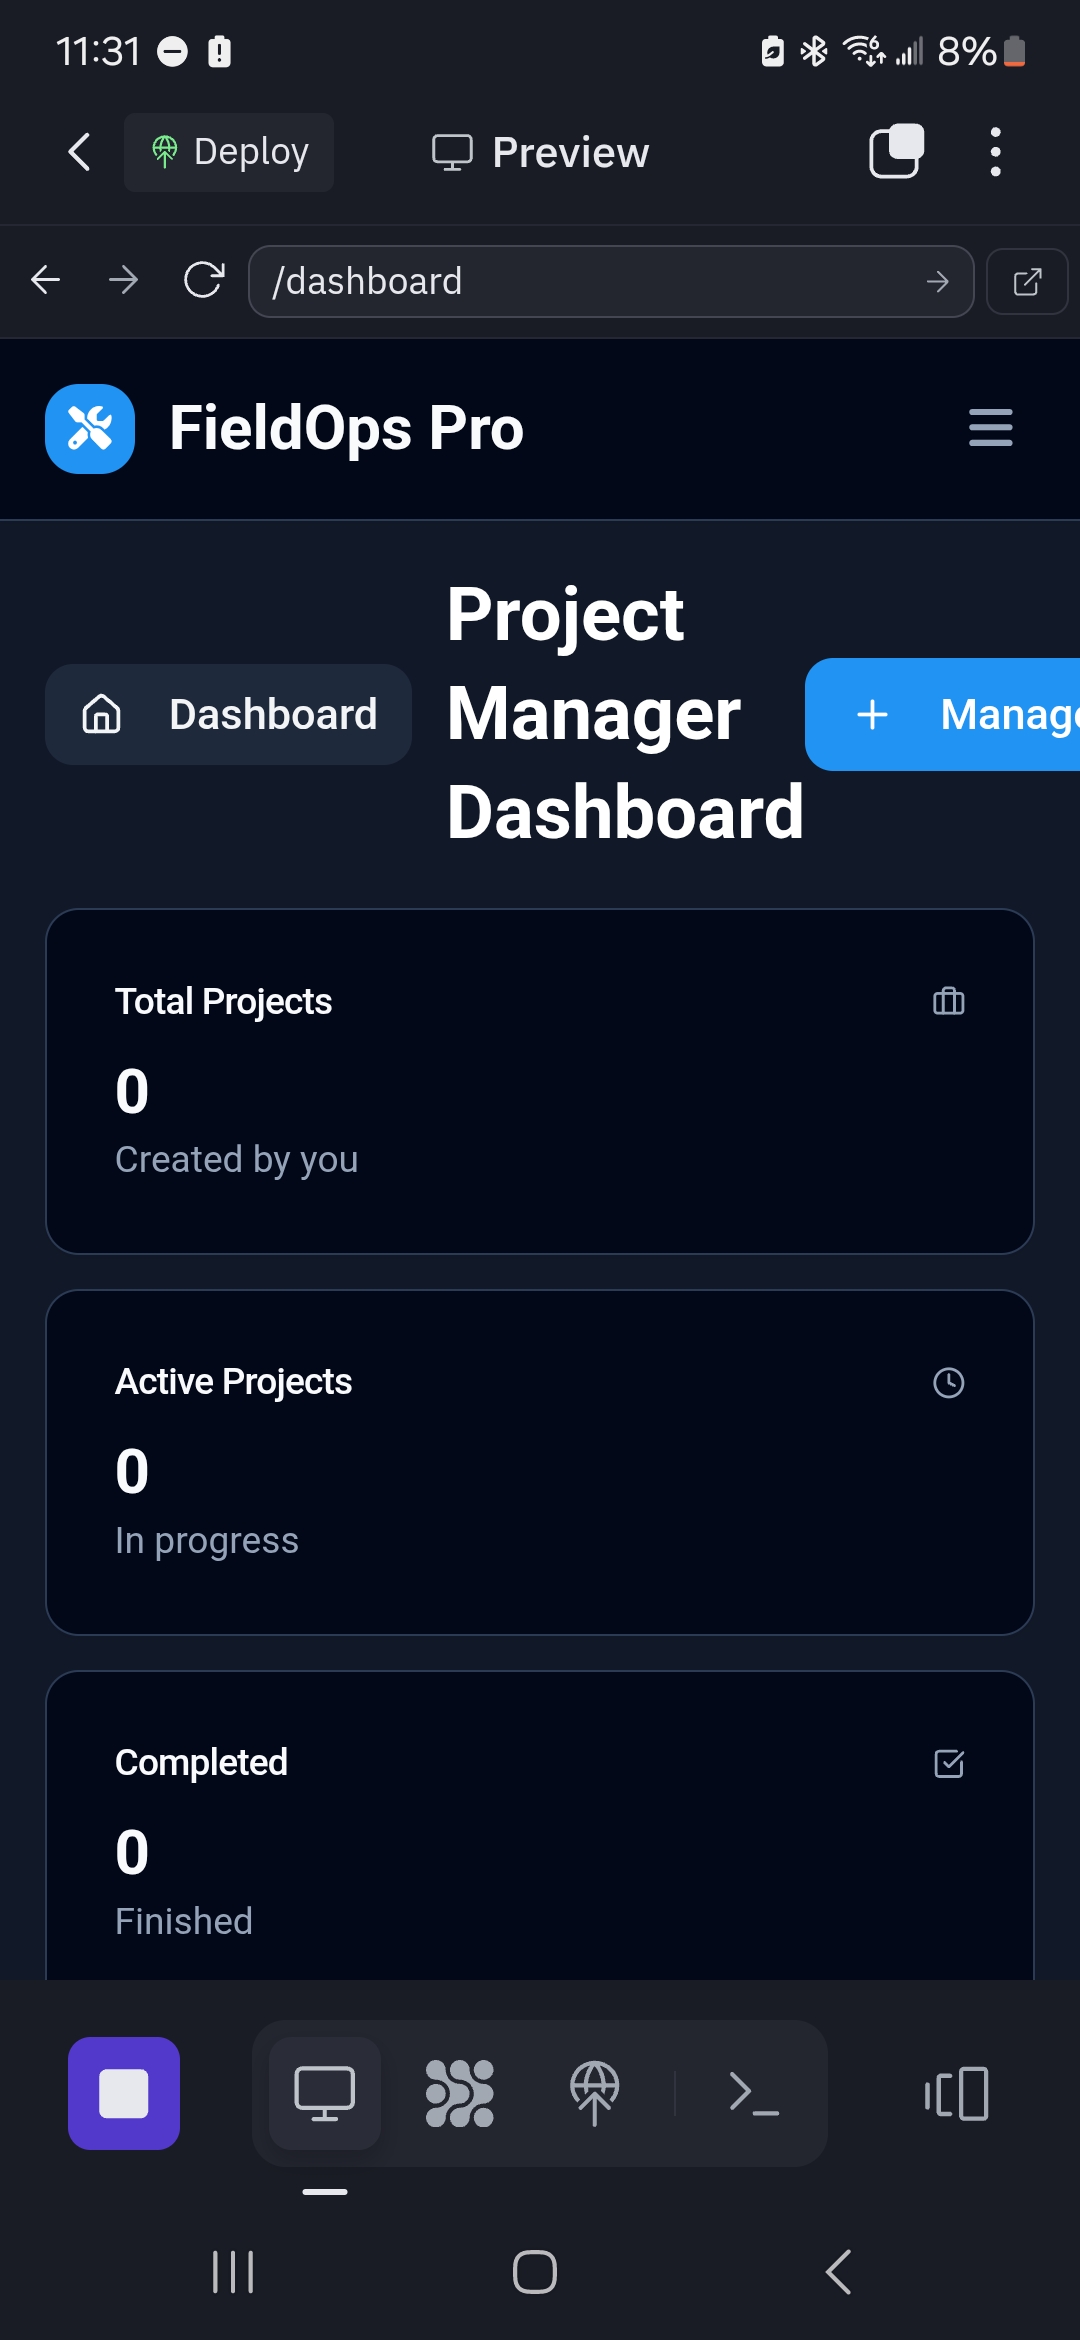 11:31
8%
Deploy
Preview
/dashboard
FieldOps Pro
Dashboard
Project
Manager
Dashboard
Total Projects
0
Created by you
Active Projects
0
In progress
Completed
0
Finished